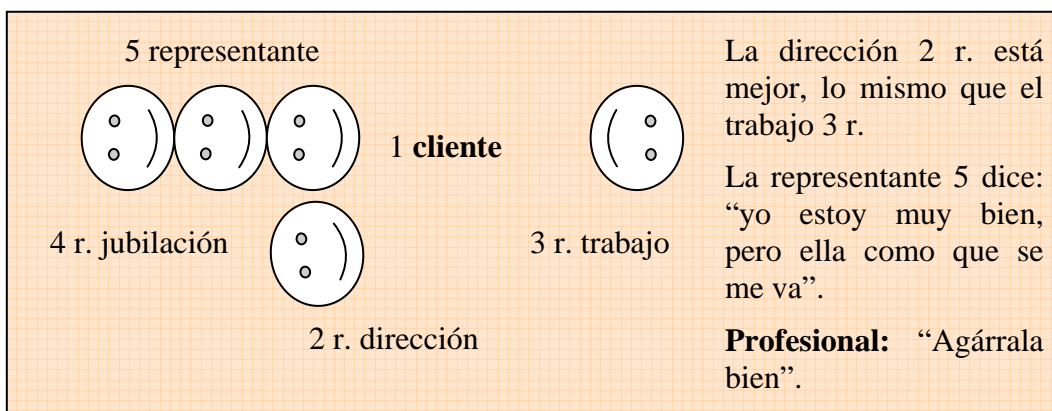 5 representante
1 cliente
4 r. jubilación
3 r. trabajo
2 r. dirección
La dirección 2 r. está
mejor, lo mismo que el
trabajo 3 r.
La representante 5 dice:
“yo estoy muy bien,
pero ella como que se
me va”.
Profesional: “Agárrala
bien”.